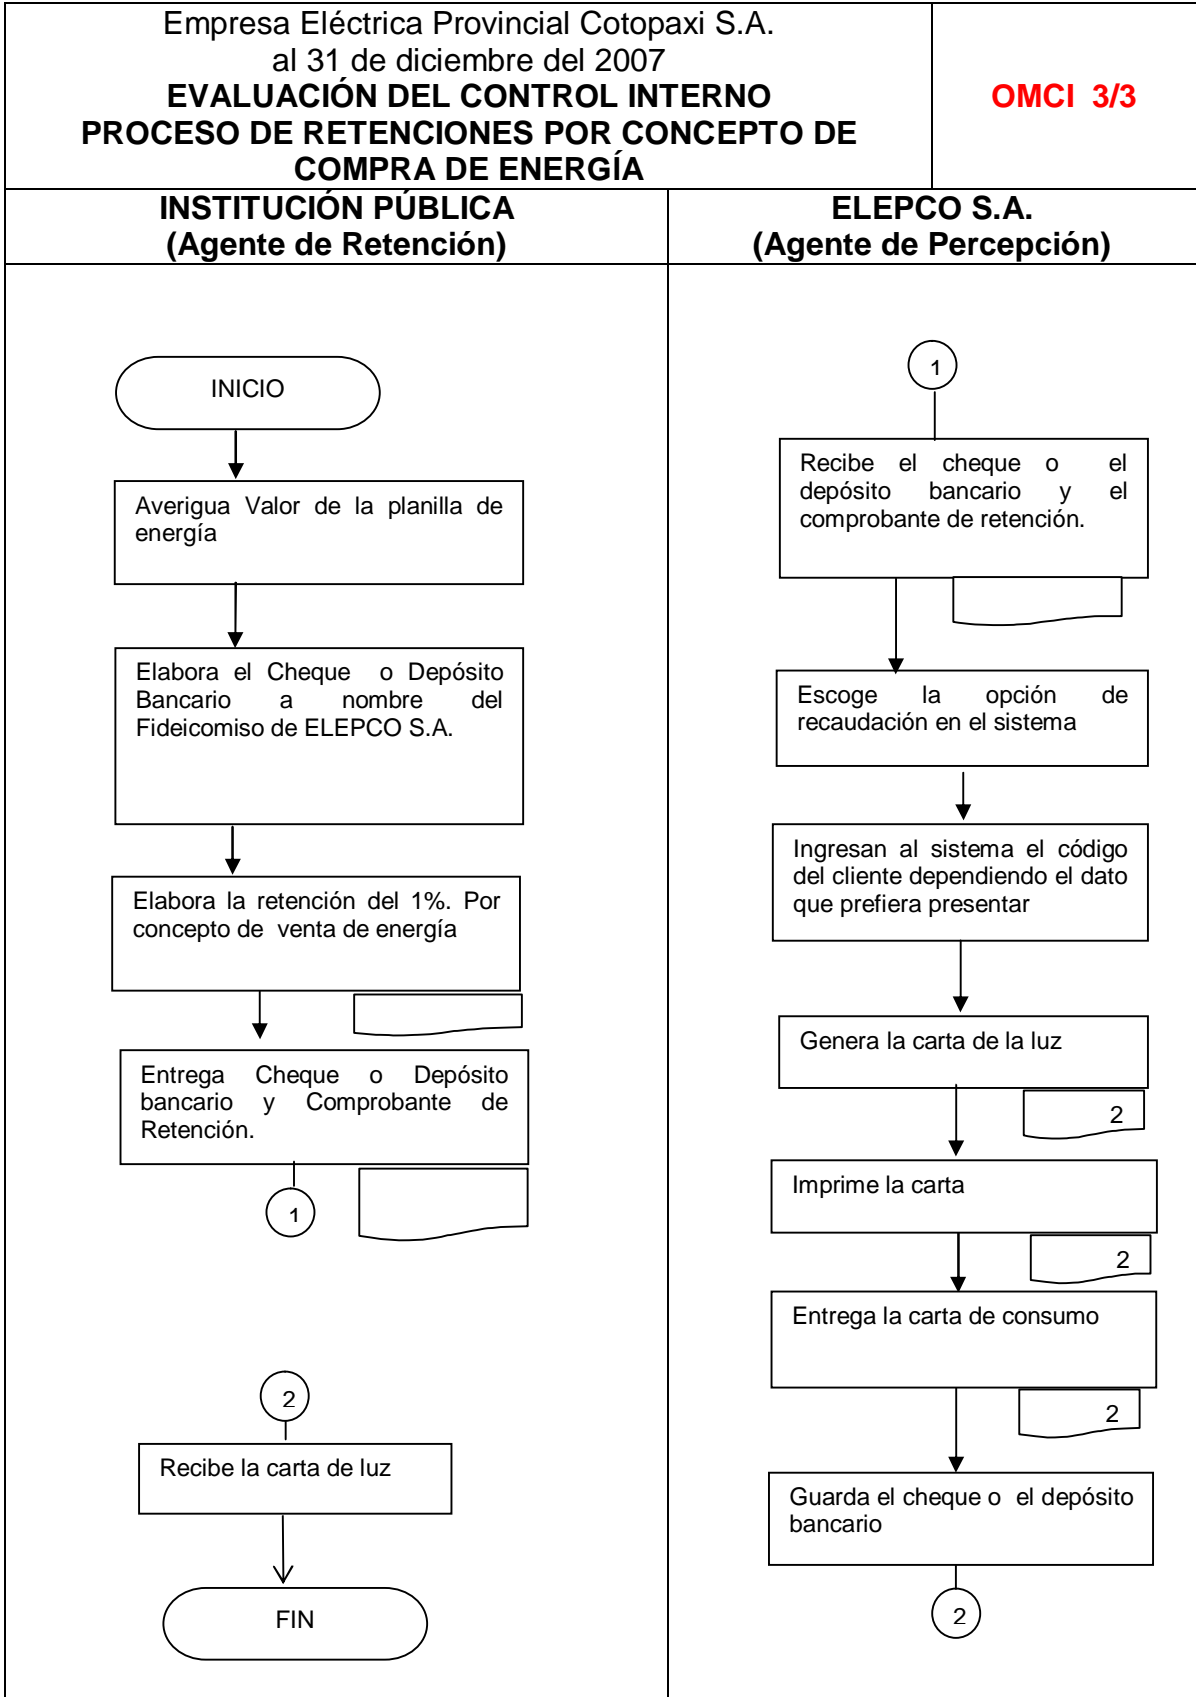 Empresa Eléctrica Provincial Cotopaxi S.A.
al 31 de diciembre del 2007
EVALUACIÓN DEL CONTROL INTERNO
PROCESO DE RETENCIONES POR CONCEPTO DE
COMPRA DE ENERGÍA
OMCI 3/3
INSTITUCIÓN PÚBLICA
(Agente de Retención)
ELEPCO S.A.
(Agente de Percepción)
INICIO
Averigua Valor de la planilla de
energía
Elabora el Cheque o Depósito
Bancario a nombre del
Fideicomiso de ELEPCO S.A.
Elabora la retención del 1%. Por
concepto de venta de energía
Entrega Cheque o Depósito
bancario y Comprobante de
Retención.
1
2
Recibe la carta de luz
FIN
1
Recibe el cheque o el
depósito bancario y el
comprobante de retención.
Escoge la opción de
recaudación en el sistema
Ingresan al sistema el código
del cliente dependiendo el dato
que prefiera presentar
Genera la carta de la luz
2
Imprime la carta
2
Entrega la carta de consumo
2
Guarda el cheque o el depósito
bancario
2